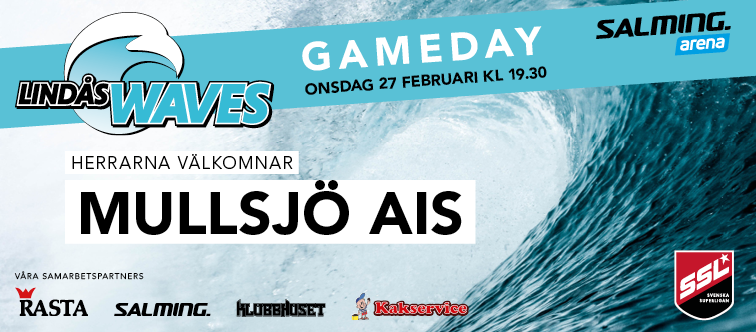 LINDÅS WAVES
GAMEDAY
ONSDAG 27 FEBRUARI KL 19.30
SALMING.
arena
HERRARNA VÄLKOMNAR
MULLSJÖ AIS
VÅRA SAMARBETSPARTNERS
RASTA SALMING. KLUBBHUSET Kakservice
SSL
SVENSKA
SUPERLIGAN